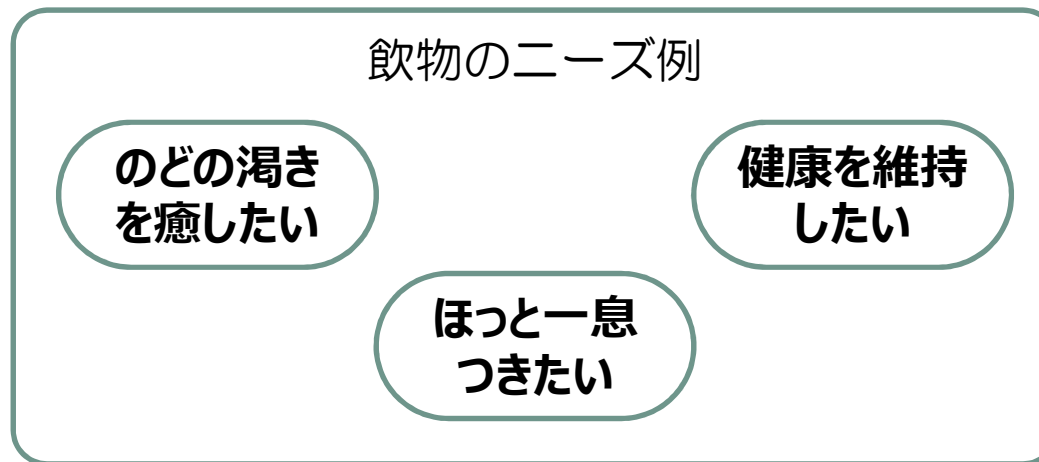 飲物のニーズ例
のどの渇き
を癒したい
健康を維持
したい
ほっと一息
つきたい